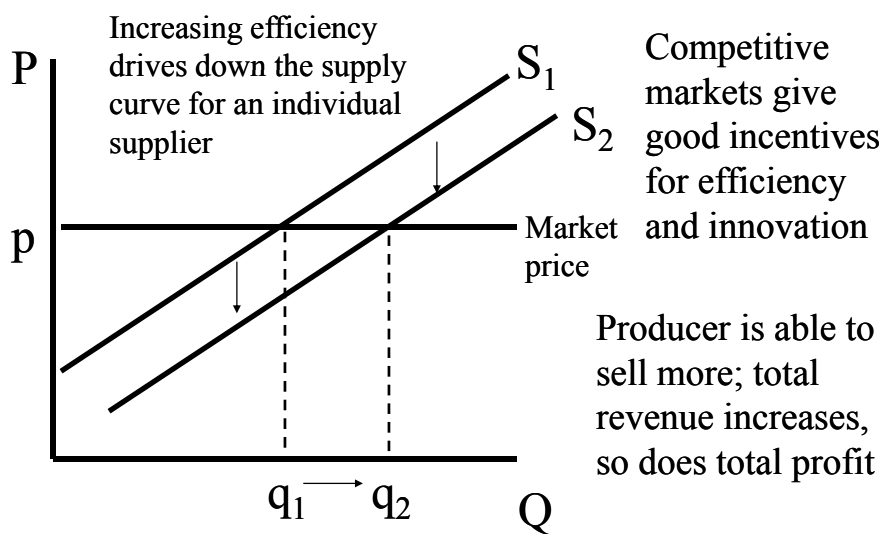 Increasing efficiency
drives down the supply
curve for an individual
supplier
P
S₁
S₂
Competitive
markets give
good incentives
for efficiency
and innovation
p
Market
price
Producer is able to
sell more; total
revenue increases,
so does total profit
q₁
q₂
Q